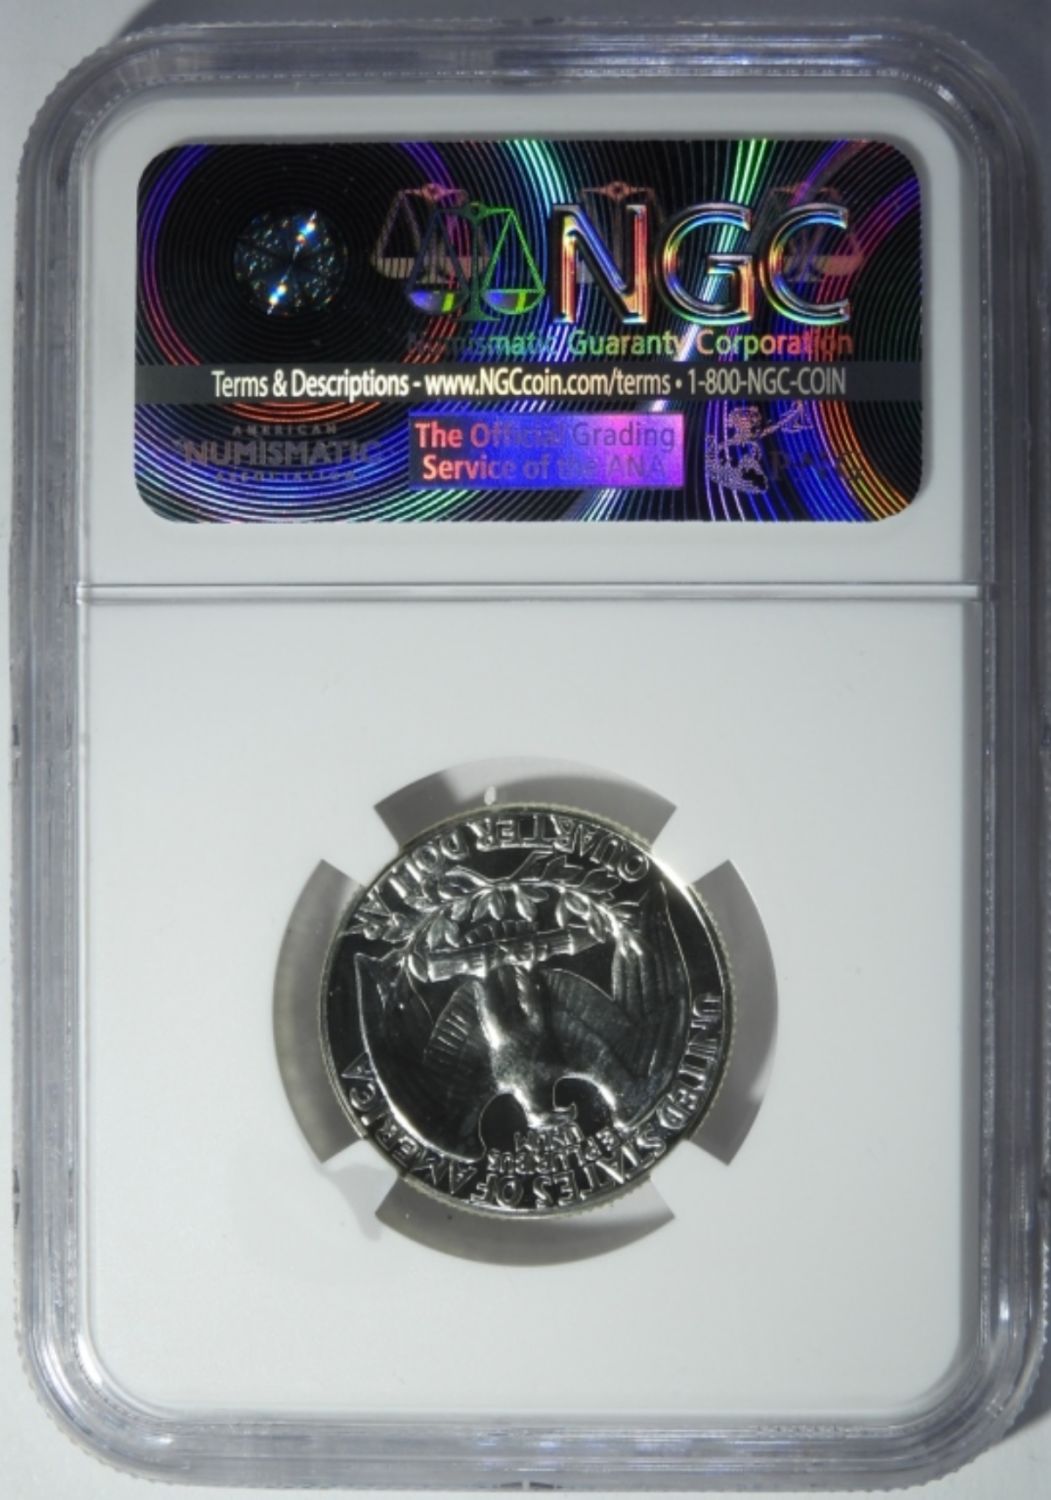 NGC
Numismatic Guaranty Corporation
Terms & Descriptions - www.NGCcoin.com/terms • 1-800-NGC-COIN
AMERICAN
NUMISMATIC
ASSOCIATION
The Official Grading
Service of the ANA
QUARTER DOLLAR
E PLURIBUS
UNUM
UNITED STATES OF AMERICA